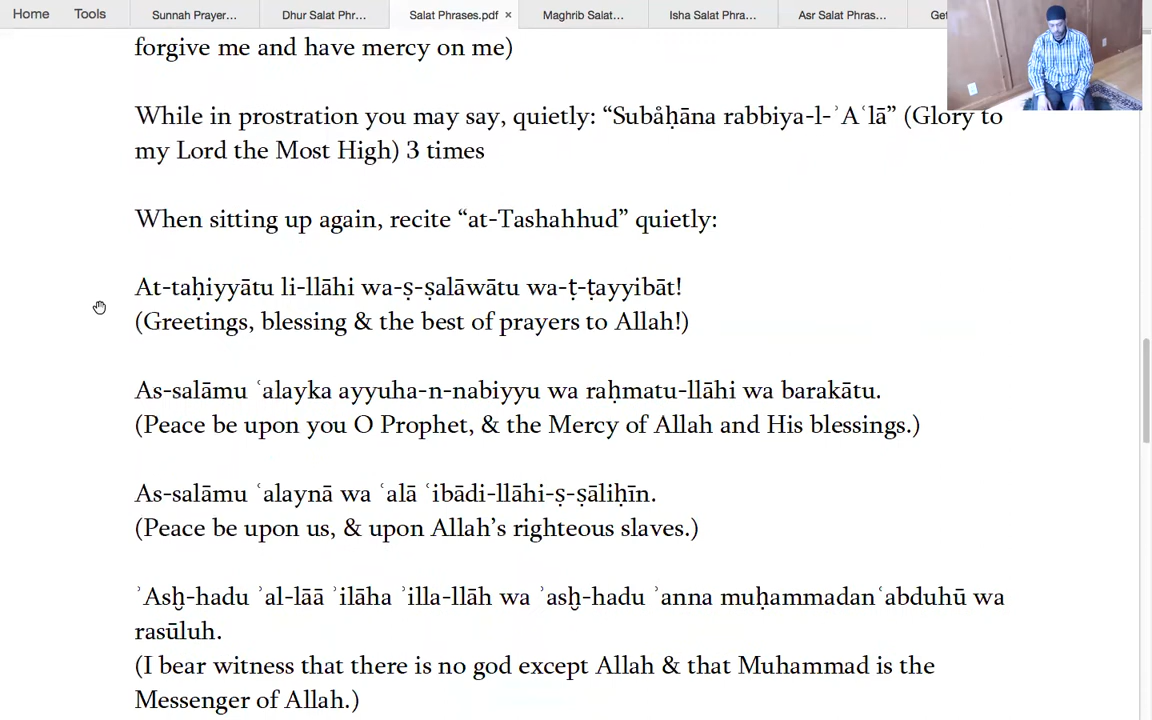 Home Tools Sunnah Prayer... Dhur Salat Phr... Salat Phrases.pdf × Maghrib Salat... Isha Salat Phra... Asr Salat Phras... Get
forgive me and have mercy on me)
While in prostration you may say, quietly: “Subåḥāna rabbiya-l-ʾAʿlā” (Glory to
my Lord the Most High) 3 times
When sitting up again, recite “at-Tashahhud” quietly:
At-taḥiyyātu li-llāhi wa-ṣ-ṣalāwātu wa-ṭ-ṭayyibāt!
(Greetings, blessing & the best of prayers to Allah!)
As-salāmu ʿalayka ayyuha-n-nabiyyu wa raḥmatu-llāhi wa barakātu.
(Peace be upon you O Prophet, & the Mercy of Allah and His blessings.)
As-salāmu ʿalaynā wa ʿalā ʿibādi-llāhi-ṣ-ṣāliḥīn.
(Peace be upon us, & upon Allah’s righteous slaves.)
ʾAsḫ-hadu ʾal-lāā ʾilāha ʾilla-llāh wa ʾasḫ-hadu ʾanna muḥammadanʿabduhū wa
rasūluh.
(I bear witness that there is no god except Allah & that Muhammad is the
Messenger of Allah.)